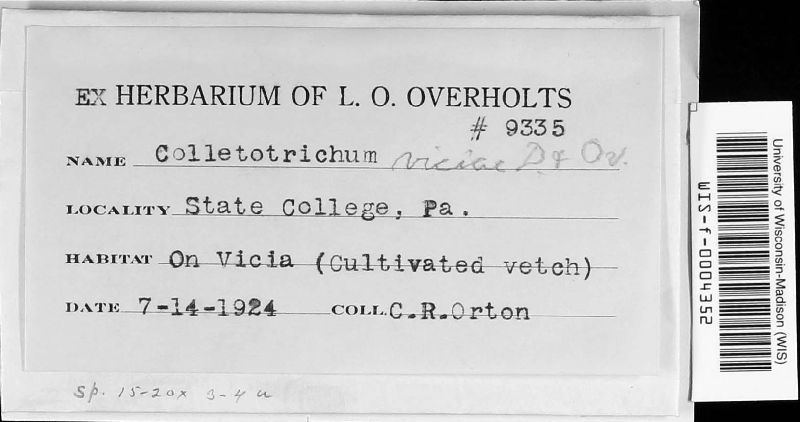 EX HERBARIUM OF L. O. OVERHOLTS
# 9335
NAME Colletotrichum viciae D & Ov.
LOCALITY State College, Pa.
HABITAT On Vicia (Cultivated vetch)
DATE 7-14-1924 COLL. C.R.Orton
Sp. 15-20x 3-4 u
University of Wisconsin-Madison (WIS)
WIS-f-0004352